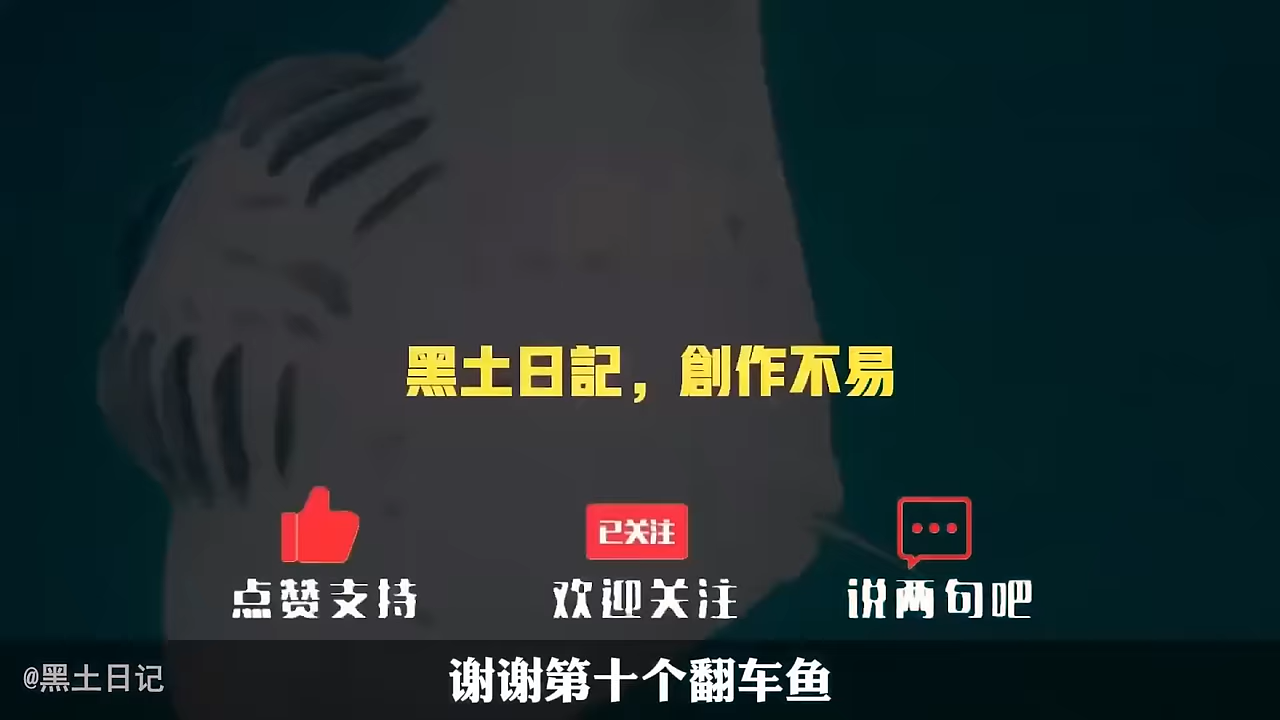 黑土日記，創作不易
已关注
点赞支持
欢迎关注
说两句吧
@黑土日记
谢谢第十个翻车鱼